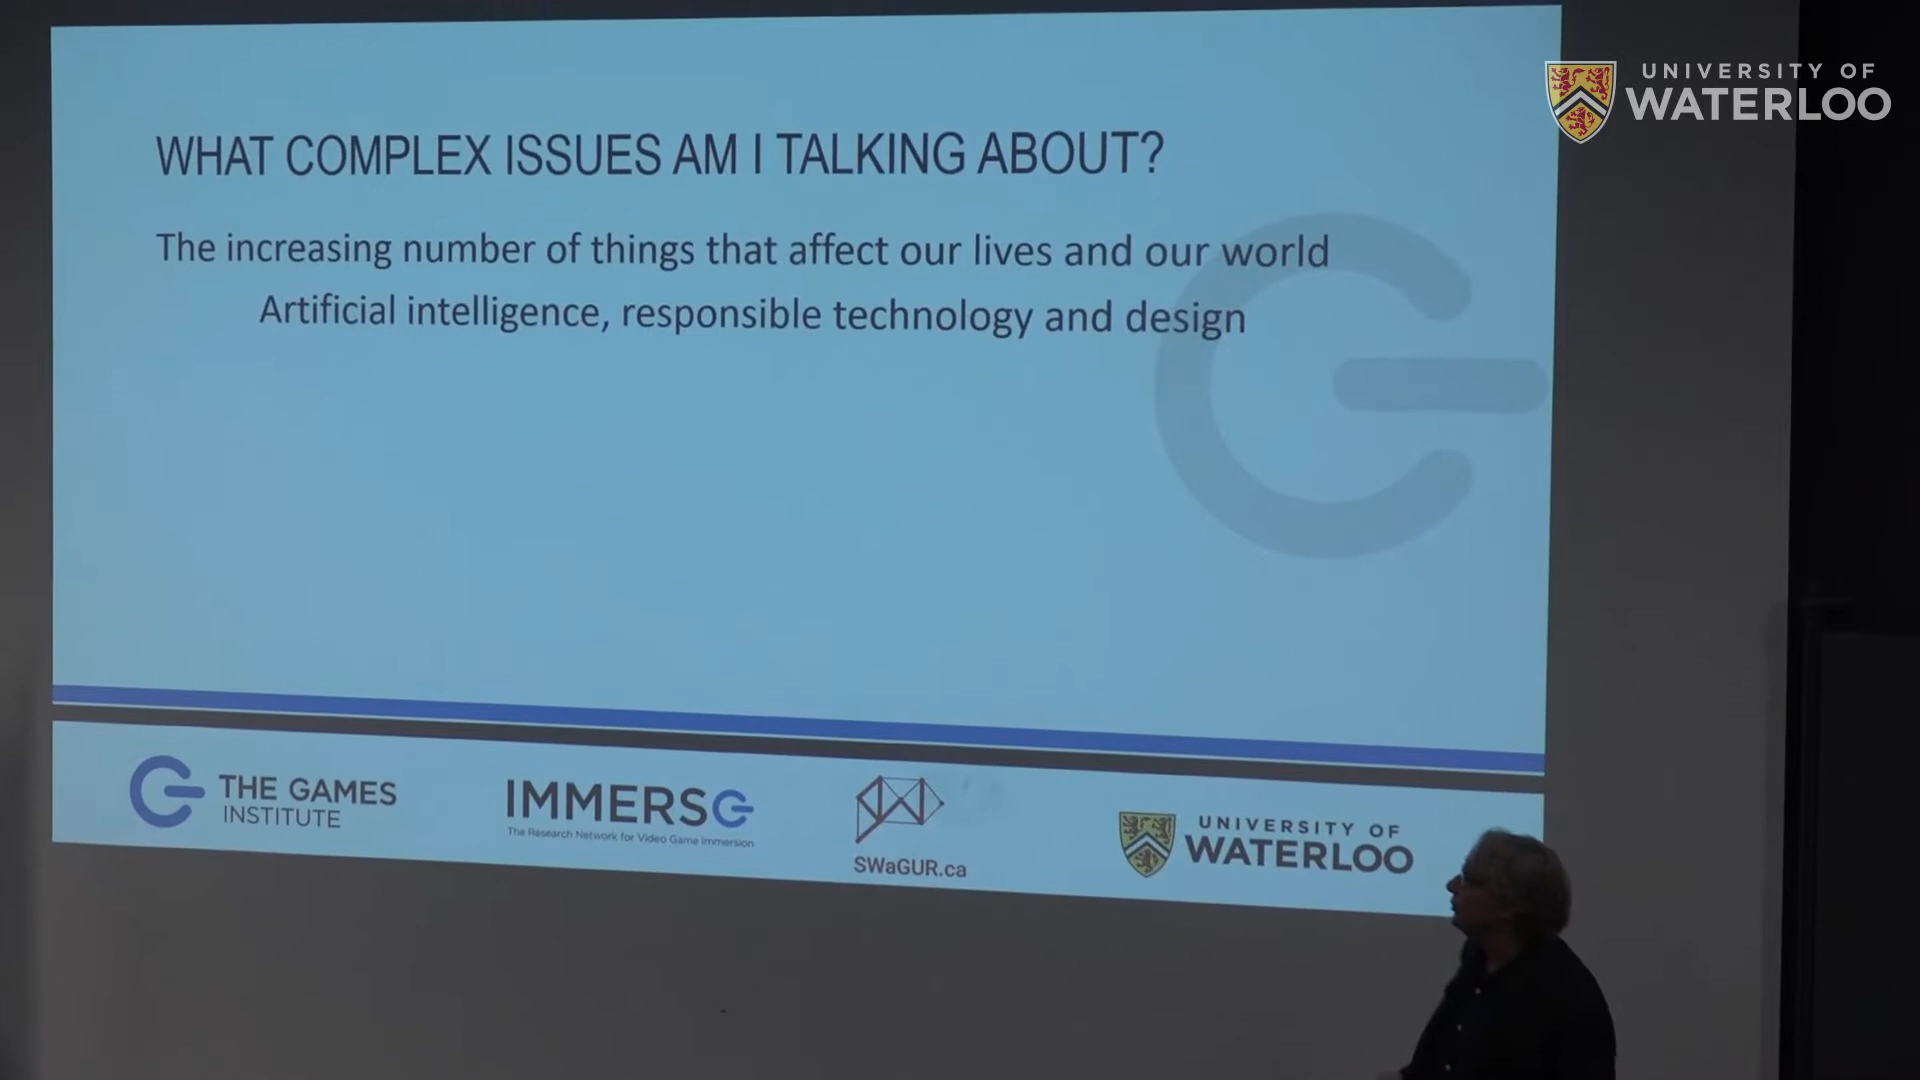 UNIVERSITY OF
WATERLOO
WHAT COMPLEX ISSUES AM I TALKING ABOUT?
The increasing number of things that affect our lives and our world
Artificial intelligence, responsible technology and design
THE GAMES
INSTITUTE
IMMERSe
The Research Network for Video Game Immersion
SWaGUR.ca
UNIVERSITY OF
WATERLOO